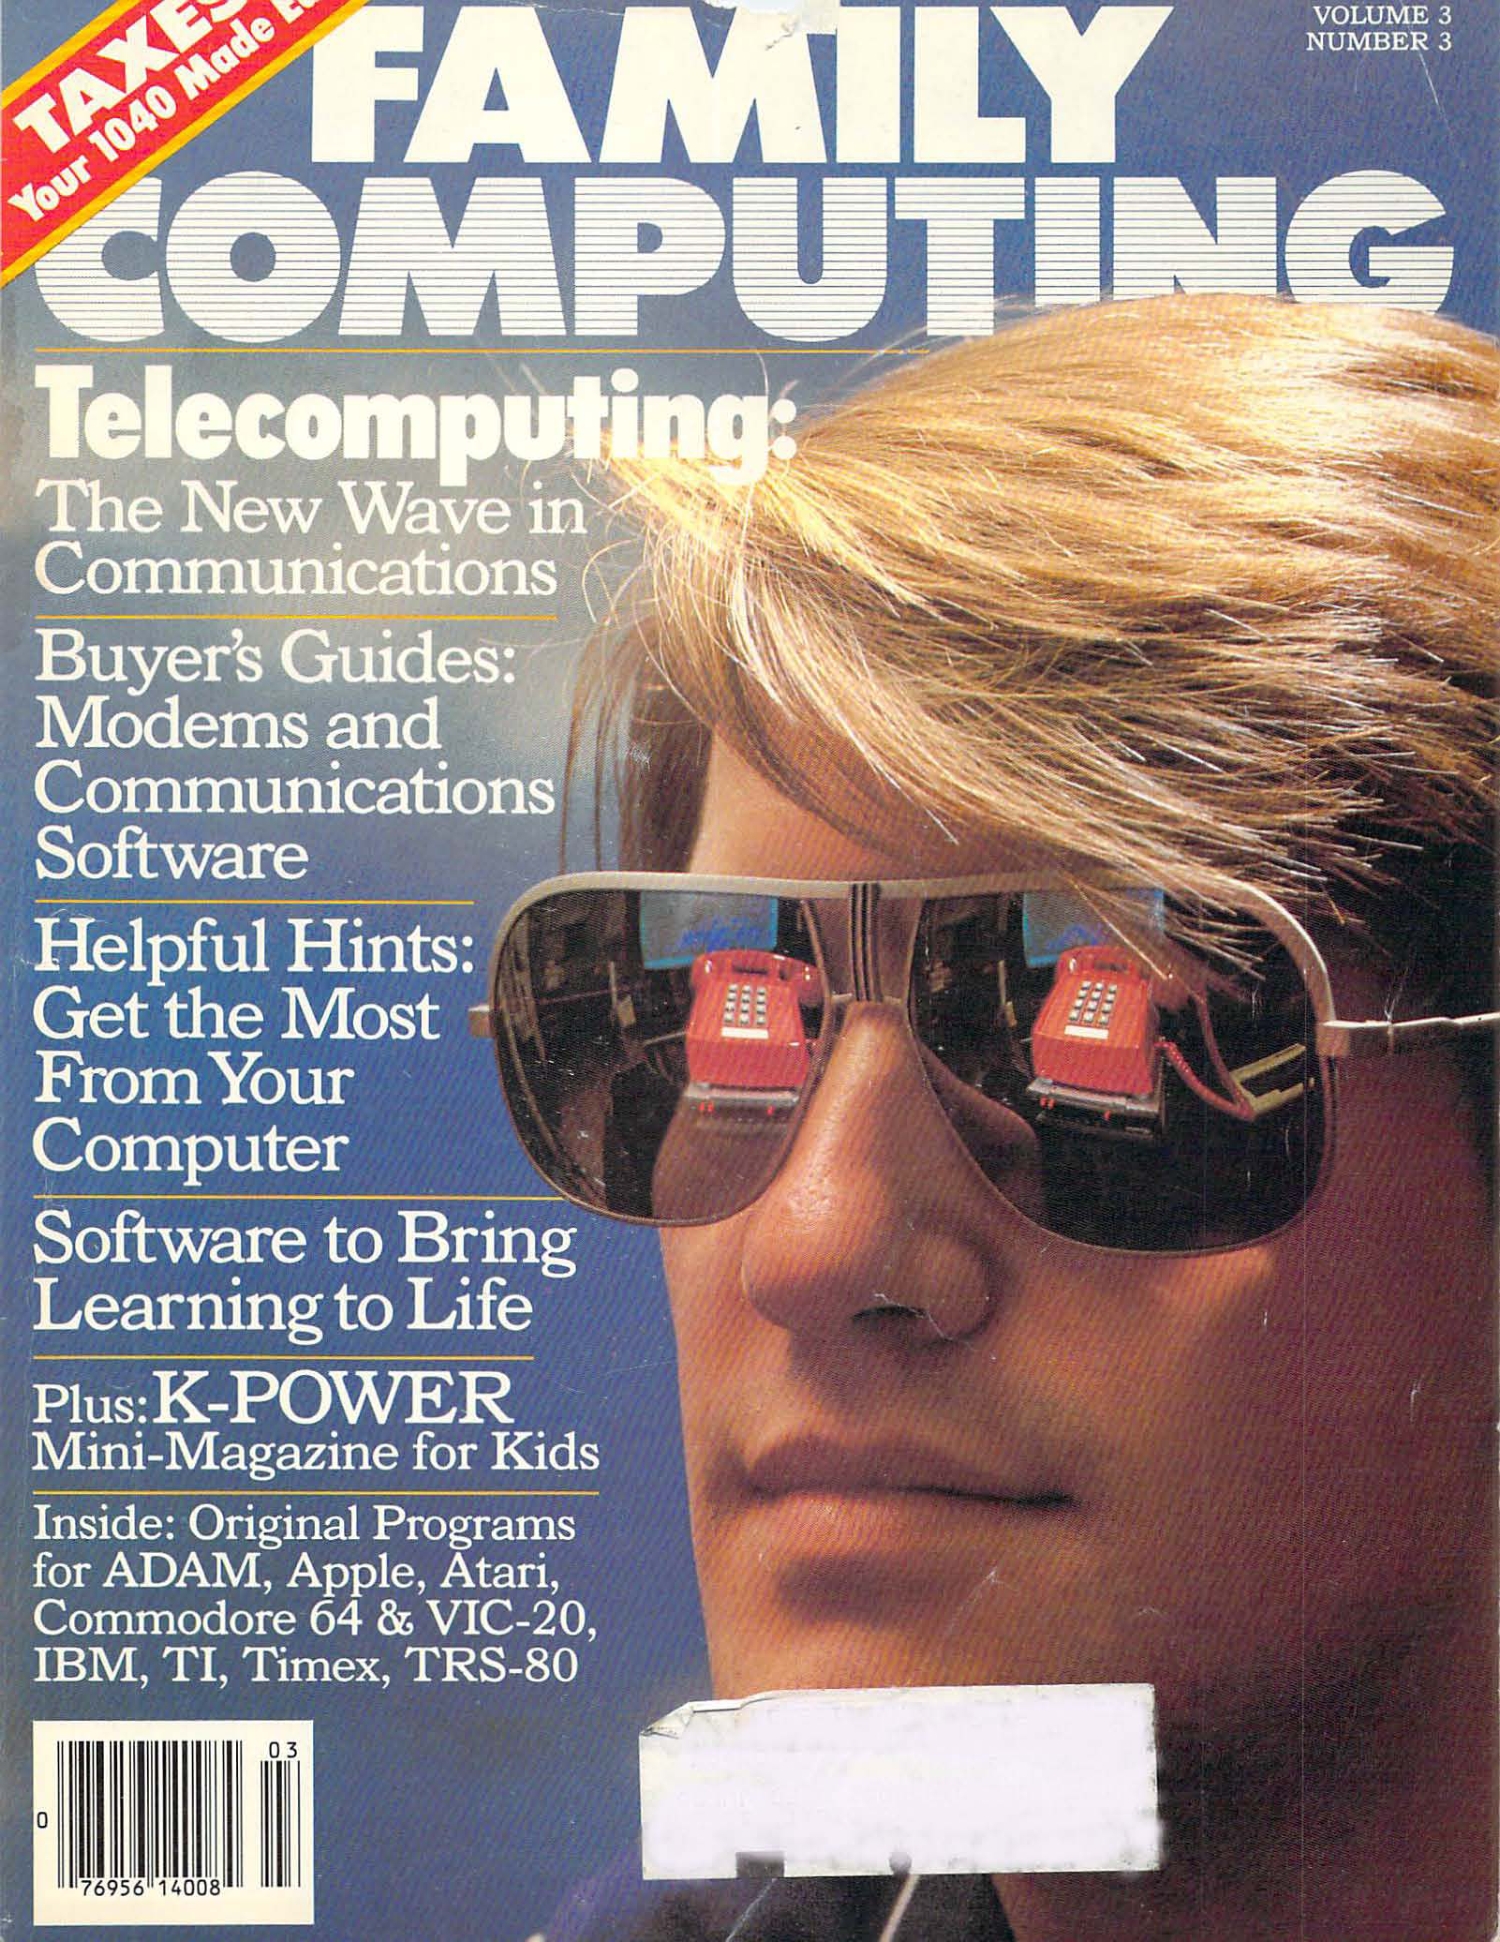 TAXES
Your 1040 Made
FAMILY
COMPUTING
VOLUME 3
NUMBER 3
Telecomputing:
The New Wave in
Communications
Buyer's Guides:
Modems and
Communications
Software
Helpful Hints:
Get the Most
From Your
Computer
Software to Bring
Learning to Life
Plus: K-POWER
Mini-Magazine for Kids
Inside: Original Programs
for ADAM, Apple, Atari,
Commodore 64 & VIC-20,
IBM, TI, Timex, TRS-80
03
0
76956 14008